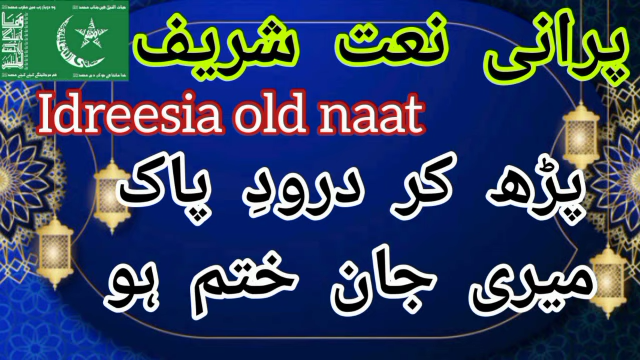 پرانی نعت شریف
Idreesia old naat
پڑھ کر درودِ پاک
میری جان ختم ہو